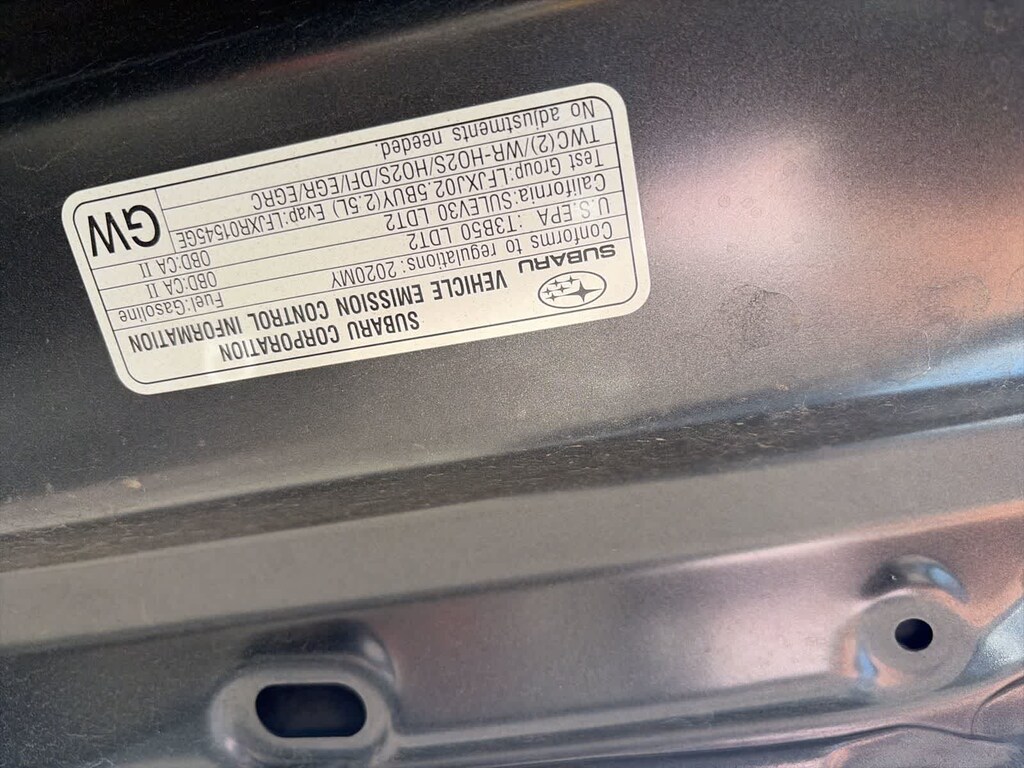 SUBARU CORPORATION
VEHICLE EMISSION CONTROL INFORMATION
SUBARU
Conforms to regulations: 2020MY Fuel:Gasoline
U.S.EPA : T3B50 LDT2 OBD:CA II
California:SULEV30 LDT2 OBD:CA II
Test Group:LFJXJ02.5BUY(2.5L) Evap:LFJXR01545GE
TWC(2)/WR-HO2S/HO2S/DFI/EGR/EGRC
No adjustments needed.
GW